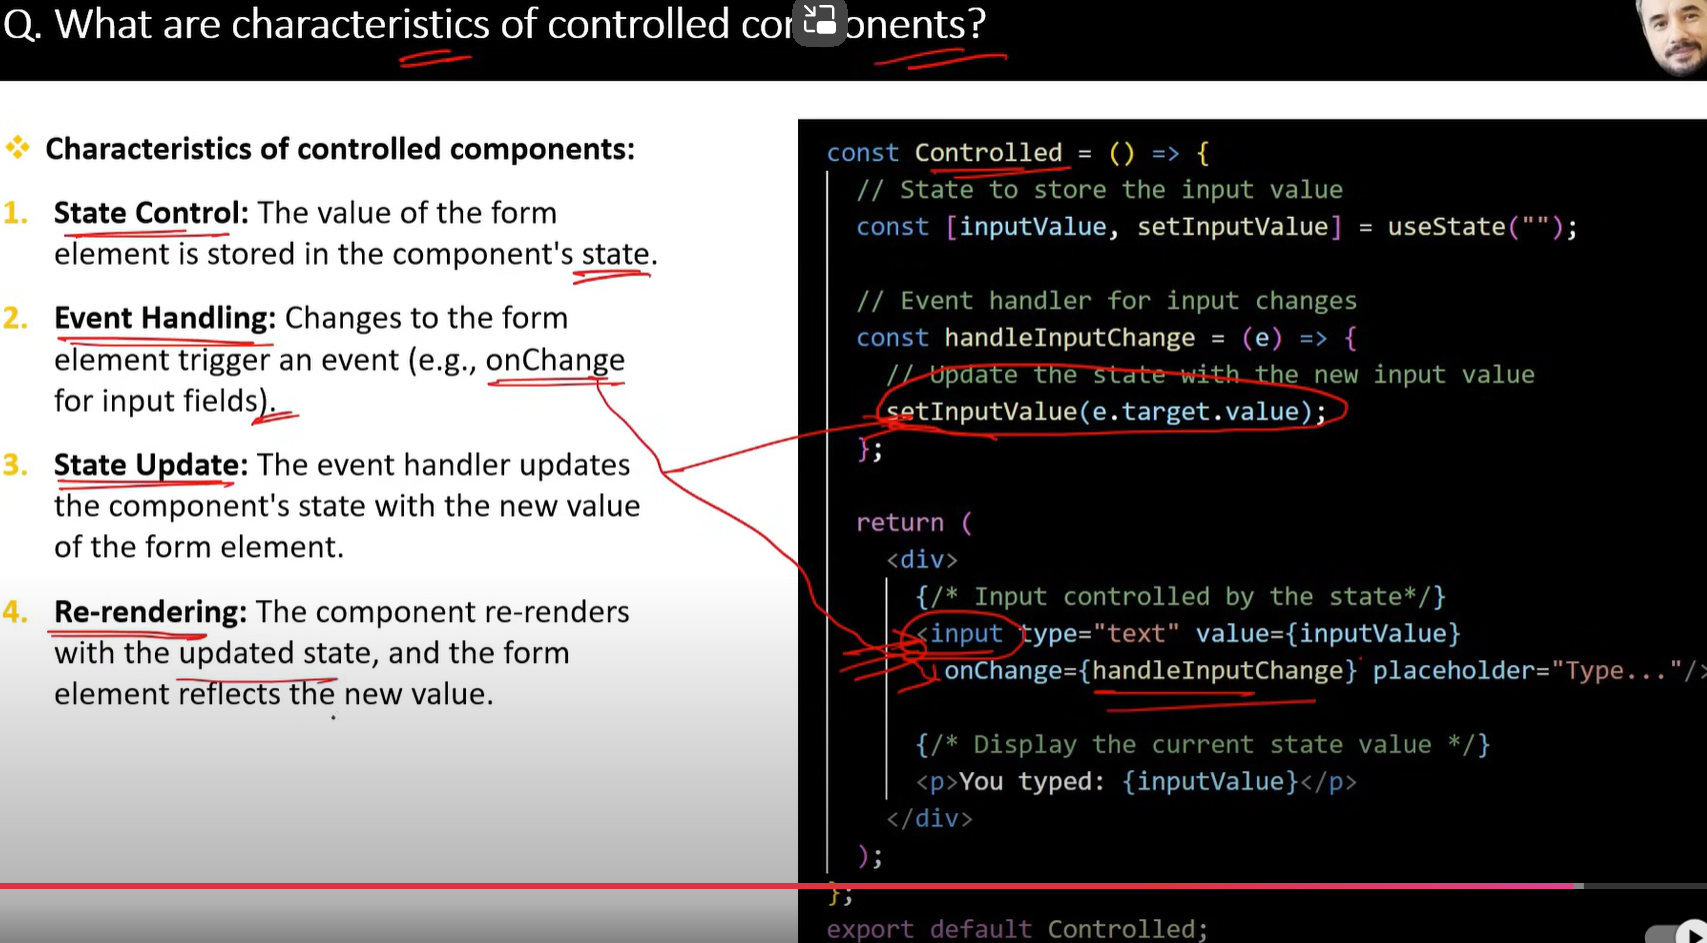 Q. What are characteristics of controlled components?
❖ Characteristics of controlled components:
1. State Control: The value of the form
element is stored in the component's state.
2. Event Handling: Changes to the form
element trigger an event (e.g., onChange
for input fields).
3. State Update: The event handler updates
the component's state with the new value
of the form element.
4. Re-rendering: The component re-renders
with the updated state, and the form
element reflects the new value.
const Controlled = () => {
// State to store the input value
const [inputValue, setInputValue] = useState("");
// Event handler for input changes
const handleInputChange = (e) => {
// Update the state with the new input value
setInputValue(e.target.value);
};
return (
<div>
{/* Input controlled by the state*/}
<input type="text" value={inputValue}
onChange={handleInputChange} placeholder="Type..."/>
{/* Display the current state value */}
<p>You typed: {inputValue}</p>
</div>
);
};
export default Controlled;